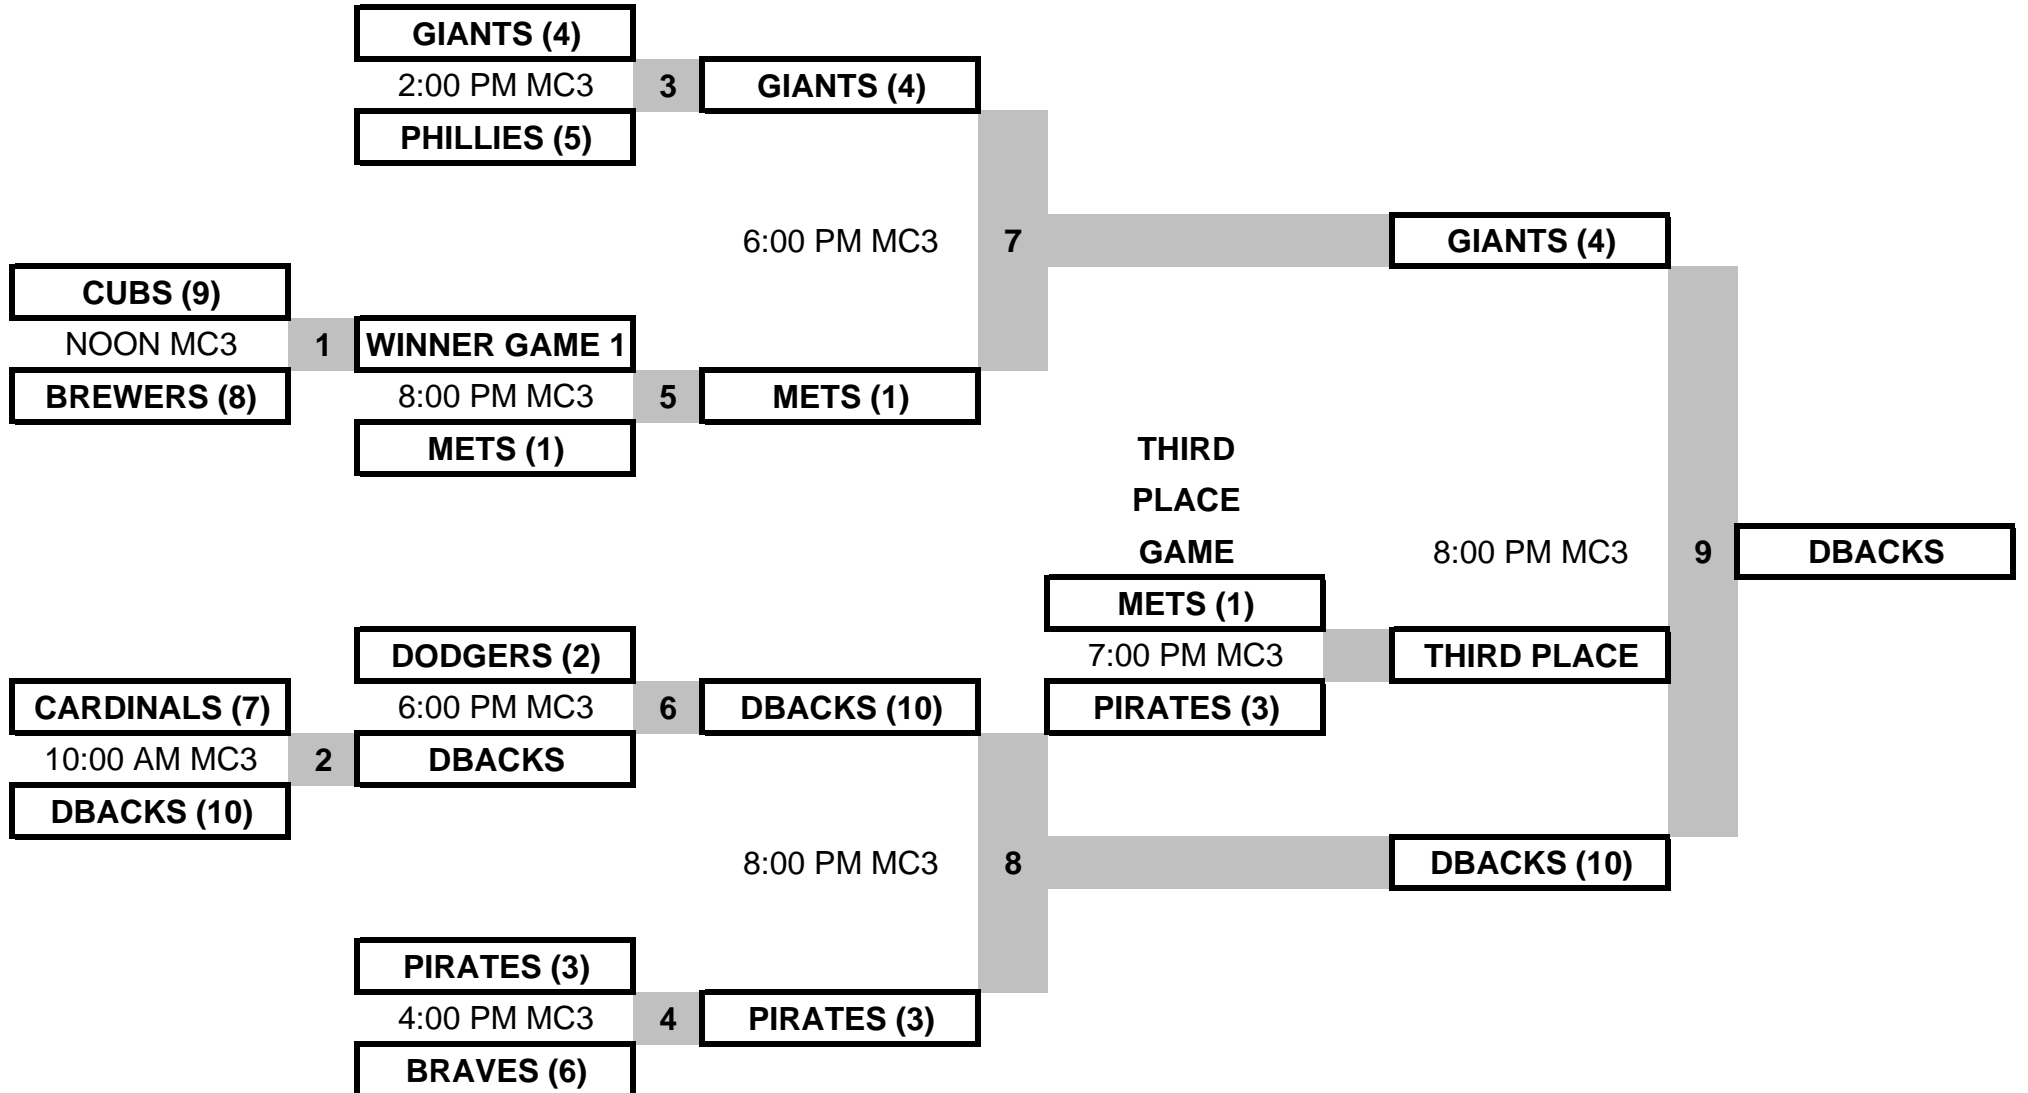 GIANTS (4)
2:00 PM MC3
3
GIANTS (4)
PHILLIES (5)
6:00 PM MC3
7
GIANTS (4)
CUBS (9)
NOON MC3
1
WINNER GAME 1
BREWERS (8)
8:00 PM MC3
5
METS (1)
METS (1)
THIRD
PLACE
GAME
8:00 PM MC3
9
DBACKS
METS (1)
DODGERS (2)
7:00 PM MC3
THIRD PLACE
CARDINALS (7)
6:00 PM MC3
6
DBACKS (10)
PIRATES (3)
10:00 AM MC3
2
DBACKS
DBACKS (10)
8:00 PM MC3
8
DBACKS (10)
PIRATES (3)
4:00 PM MC3
4
PIRATES (3)
BRAVES (6)